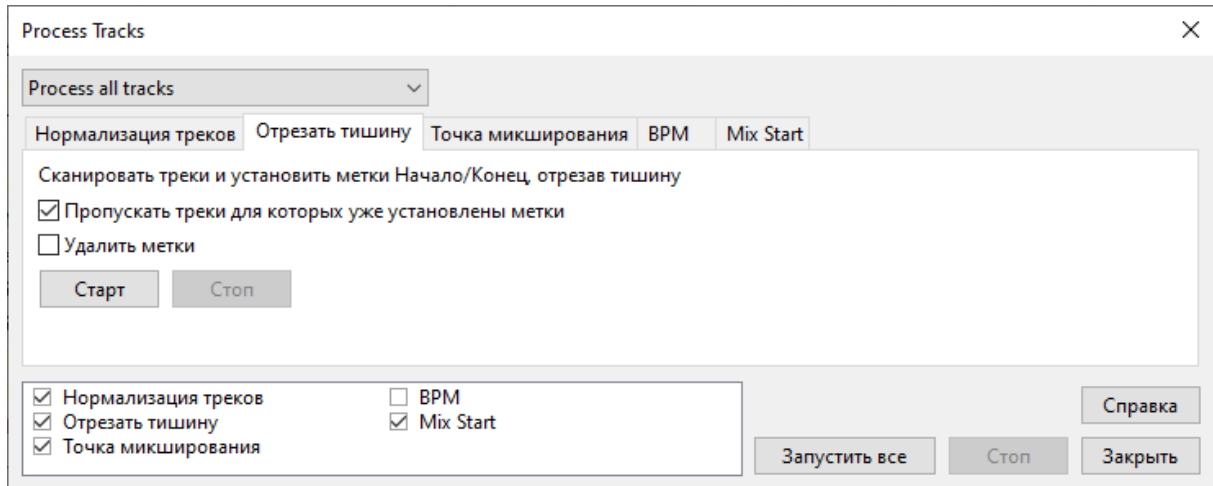 Process Tracks
Process all tracks
Нормализация треков Отрезать тишину Точка микширования BPM Mix Start
Сканировать треки и установить метки Начало/Конец, отрезав тишину
Пропускать треки для которых уже установлены метки
Удалить метки
Старт Стоп
Нормализация треков BPM
Отрезать тишину Mix Start
Точка микширования
Справка
Запустить все Стоп Закрыть